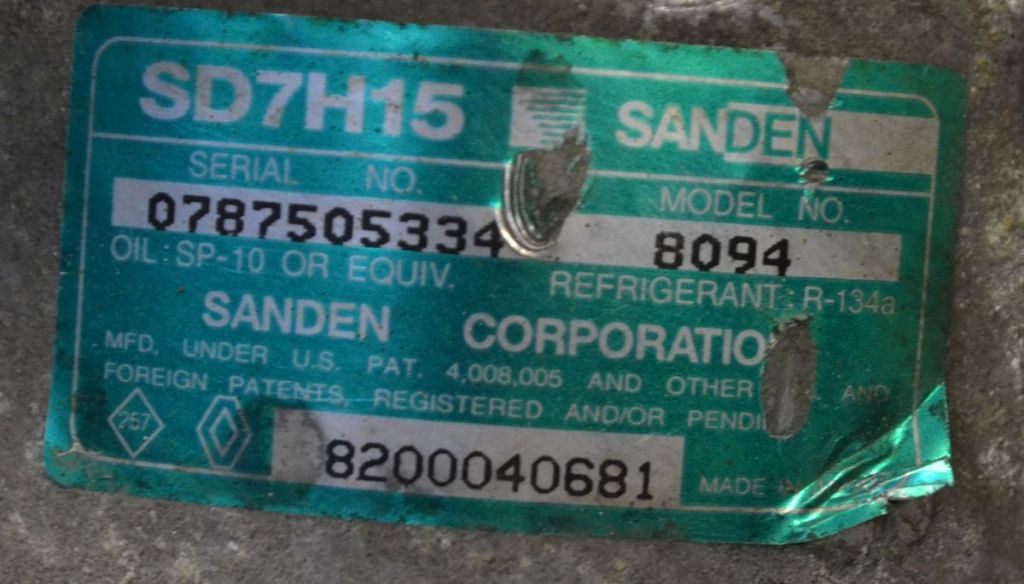 SD7H15 SANDEN
SERIAL NO. MODEL NO.
0787505334 8094
OIL : SP-10 OR EQUIV. REFRIGERANT : R-134a
SANDEN CORPORATIO
MFD. UNDER U.S. PAT. 4,008,005 AND OTHER AND
FOREIGN PATENTS, REGISTERED AND/OR PENDI
257
8200040681 MADE